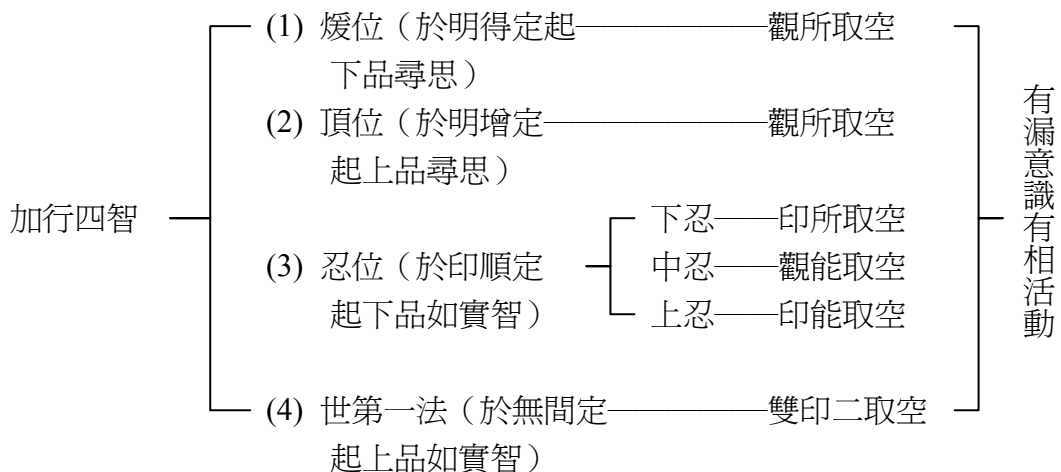 (1) 煖位（於明得定起————————觀所取空
下品尋思）
(2) 頂位（於明增定—————————觀所取空
起上品尋思）
加行四智
下忍——印所取空
(3) 忍位（於印順定
中忍——觀能取空
起下品如實智）
上忍——印能取空
(4) 世第一法（於無間定——————雙印二取空
起上品如實智）
有漏意識有相活動